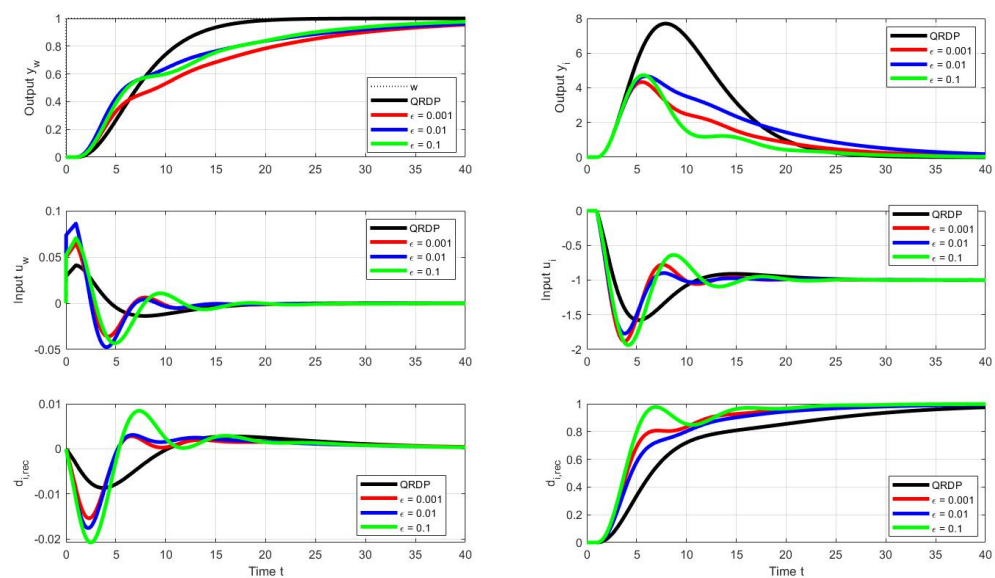 1
0.8
0.6
0.4
0.2
0
Output y_w
0 5 10 15 20 25 30 35 40
w
QRDP
ϵ = 0.001
ϵ = 0.01
ϵ = 0.1
8
6
4
2
0
Output y_i
0 5 10 15 20 25 30 35 40
QRDP
ϵ = 0.001
ϵ = 0.01
ϵ = 0.1
0.1
0.05
0
-0.05
Input u_w
0 5 10 15 20 25 30 35 40
QRDP
ϵ = 0.001
ϵ = 0.01
ϵ = 0.1
0
-0.5
-1
-1.5
-2
Input u_i
0 5 10 15 20 25 30 35 40
QRDP
ϵ = 0.001
ϵ = 0.01
ϵ = 0.1
0.01
0
-0.01
-0.02
d_i,rec
0 5 10 15 20 25 30 35 40
Time t
QRDP
ϵ = 0.001
ϵ = 0.01
ϵ = 0.1
1
0.8
0.6
0.4
0.2
0
d_i,rec
0 5 10 15 20 25 30 35 40
Time t
QRDP
ϵ = 0.001
ϵ = 0.01
ϵ = 0.1